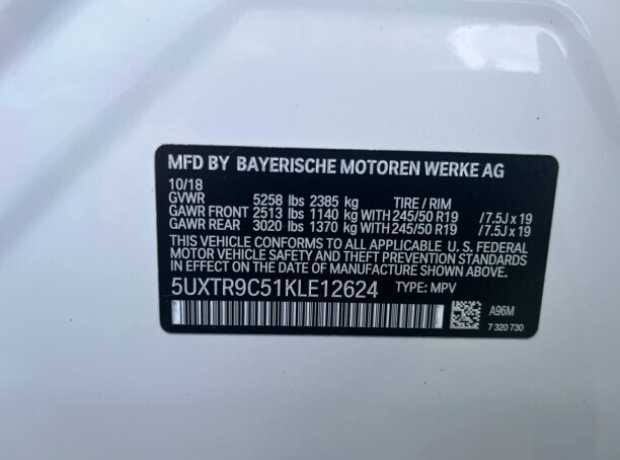 MFD BY BAYERISCHE MOTOREN WERKE AG
10/18
GVWR 5258 lbs 2385 kg TIRE / RIM
GAWR FRONT 2513 lbs 1140 kg WITH 245/50 R19 /7.5J x 19
GAWR REAR 3020 lbs 1370 kg WITH 245/50 R19 /7.5J x 19
THIS VEHICLE CONFORMS TO ALL APPLICABLE U. S. FEDERAL
MOTOR VEHICLE SAFETY AND THEFT PREVENTION STANDARDS
IN EFFECT ON THE DATE OF MANUFACTURE SHOWN ABOVE.
5UXTR9C51KLE12624 TYPE: MPV
A96M
7 320 730